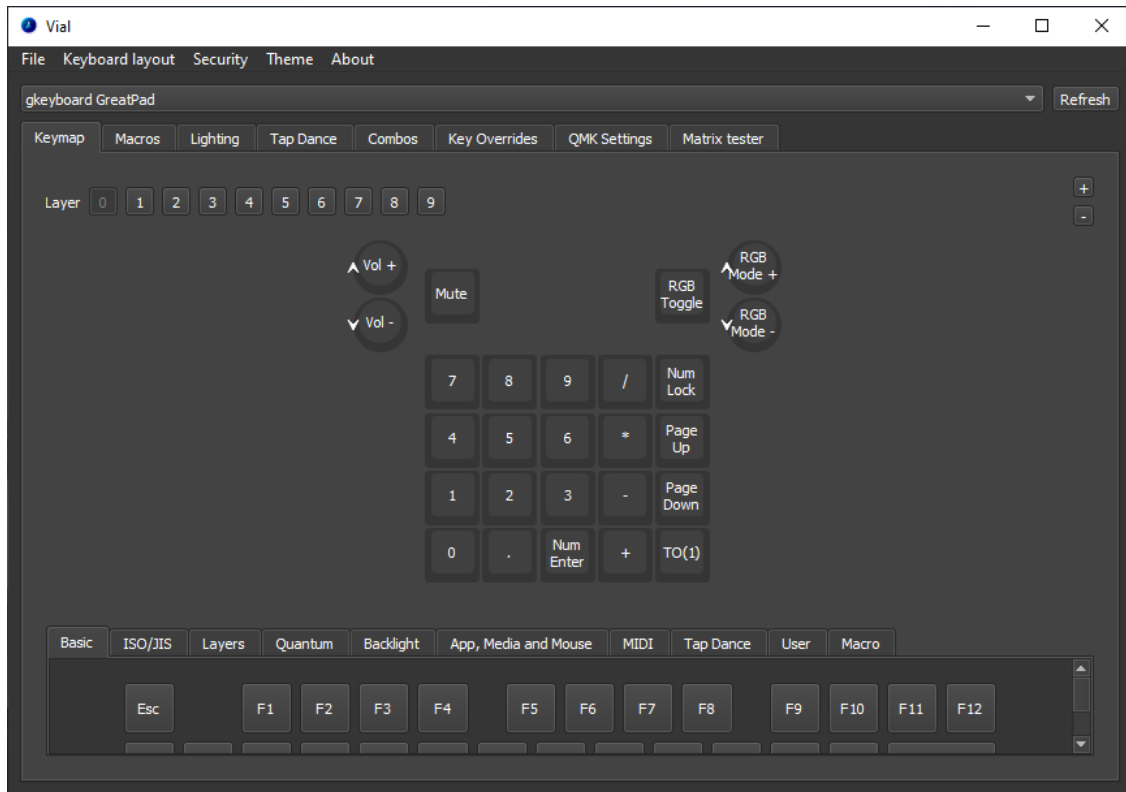 Vial
File Keyboard layout Security Theme About
gkeyboard GreatPad
Refresh
Keymap Macros Lighting Tap Dance Combos Key Overrides QMK Settings Matrix tester
Layer 0 1 2 3 4 5 6 7 8 9
+
-
Vol +
Vol -
Mute
RGB
Toggle
RGB
Mode +
RGB
Mode -
7 8 9 / Num
Lock
4 5 6 * Page
Up
1 2 3 - Page
Down
0 . Num
Enter + TO(1)
Basic ISO/JIS Layers Quantum Backlight App, Media and Mouse MIDI Tap Dance User Macro
Esc F1 F2 F3 F4 F5 F6 F7 F8 F9 F10 F11 F12